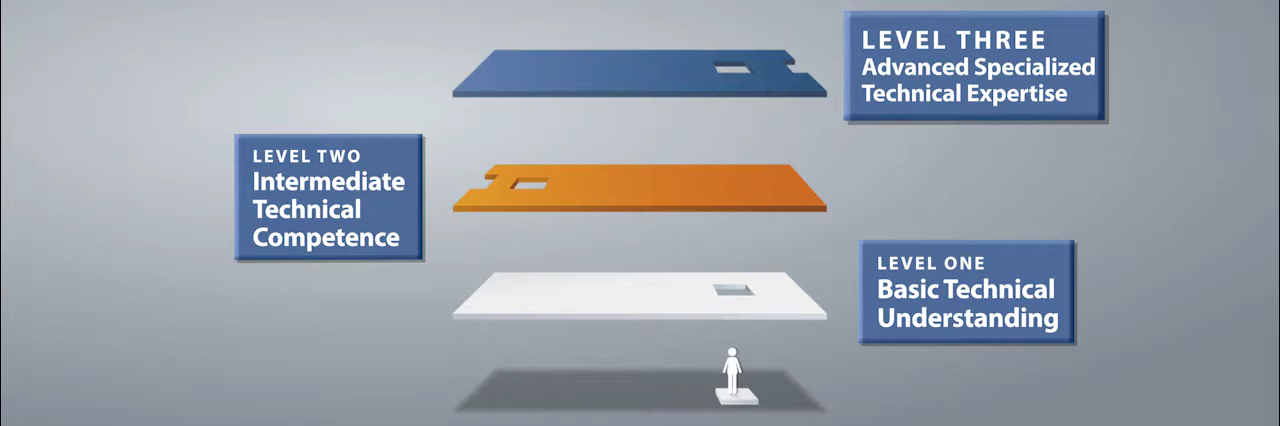 LEVEL THREE
Advanced Specialized
Technical Expertise
LEVEL TWO
Intermediate
Technical
Competence
LEVEL ONE
Basic Technical
Understanding